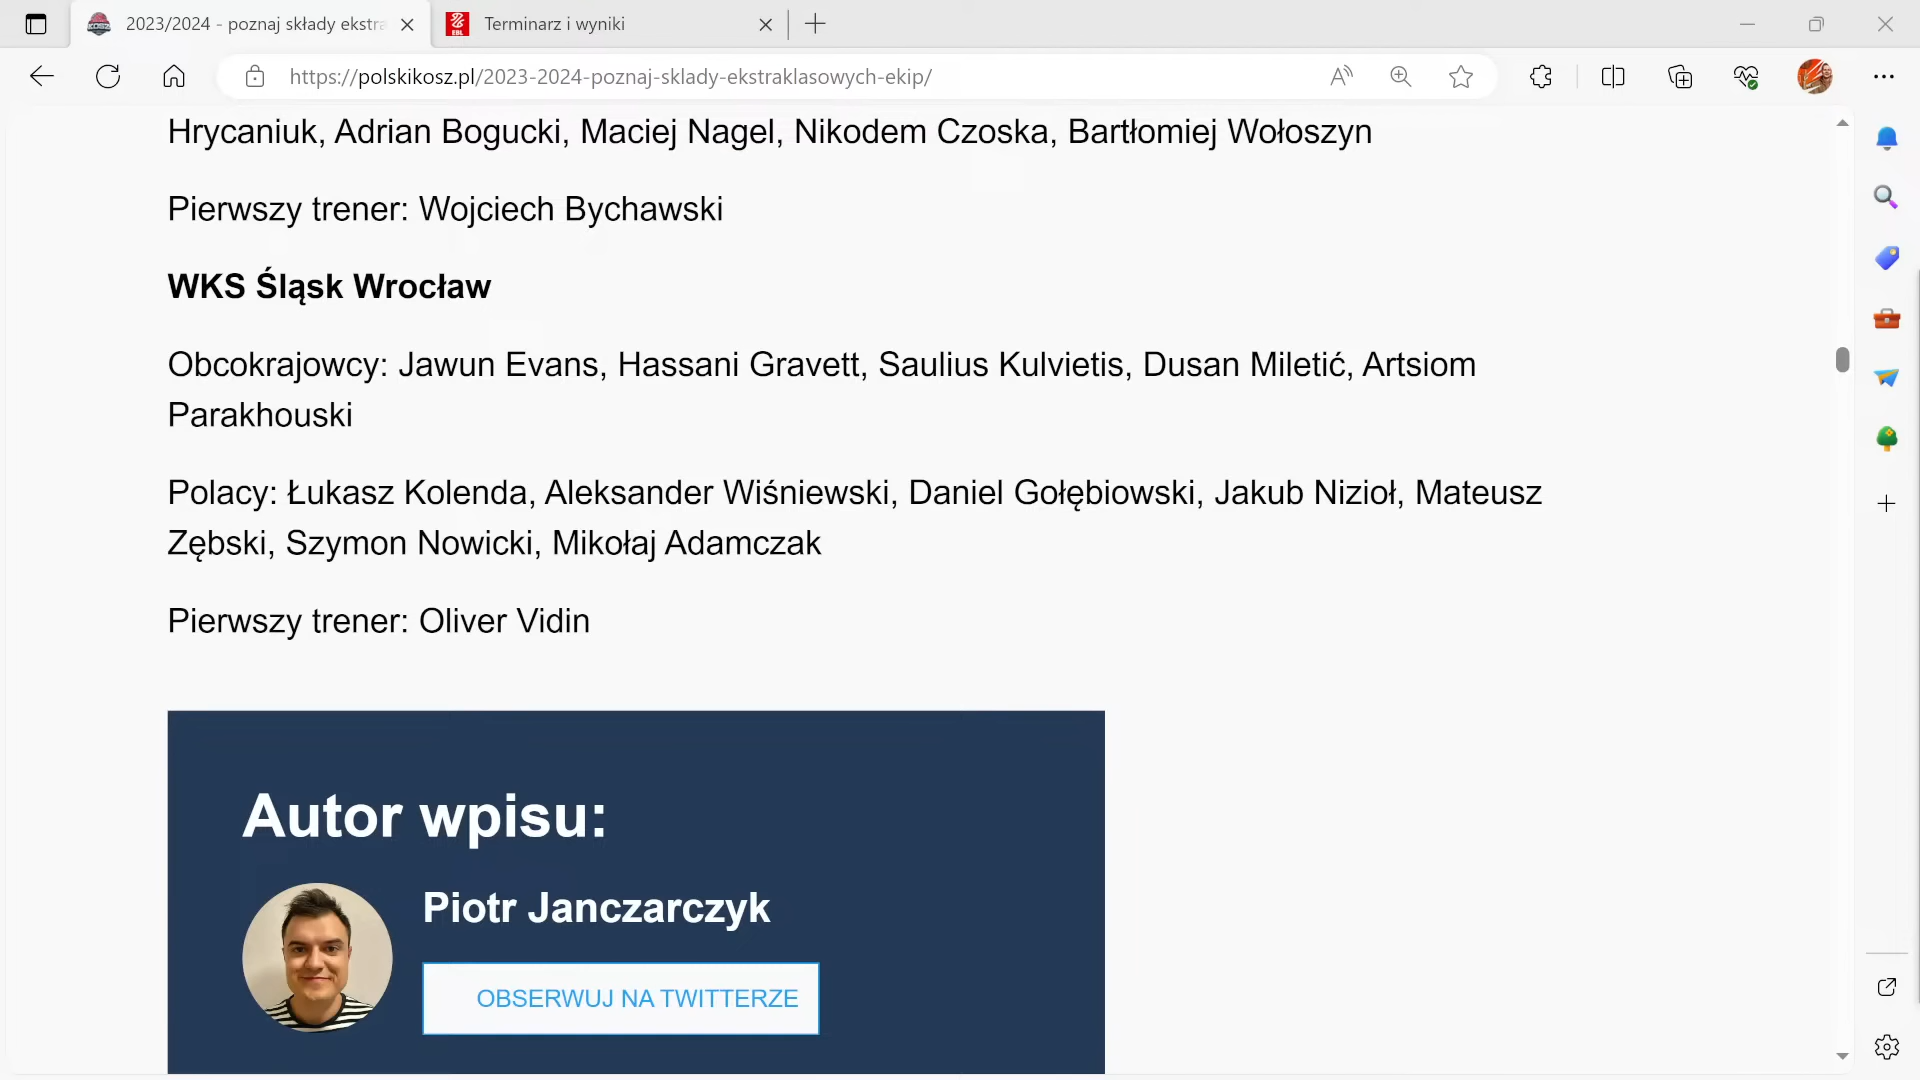 2023/2024 - poznaj składy ekstra
Terminarz i wyniki
https://polskikosz.pl/2023-2024-poznaj-sklady-ekstraklasowych-ekip/
Hrycaniuk, Adrian Bogucki, Maciej Nagel, Nikodem Czoska, Bartłomiej Wołoszyn
Pierwszy trener: Wojciech Bychawski
WKS Śląsk Wrocław
Obcokrajowcy: Jawun Evans, Hassani Gravett, Saulius Kulvietis, Dusan Miletić, Artsiom
Parakhouski
Polacy: Łukasz Kolenda, Aleksander Wiśniewski, Daniel Gołębiowski, Jakub Nizioł, Mateusz
Zębski, Szymon Nowicki, Mikołaj Adamczak
Pierwszy trener: Oliver Vidin
Autor wpisu:
Piotr Janczarczyk
OBSERWUJ NA TWITTERZE